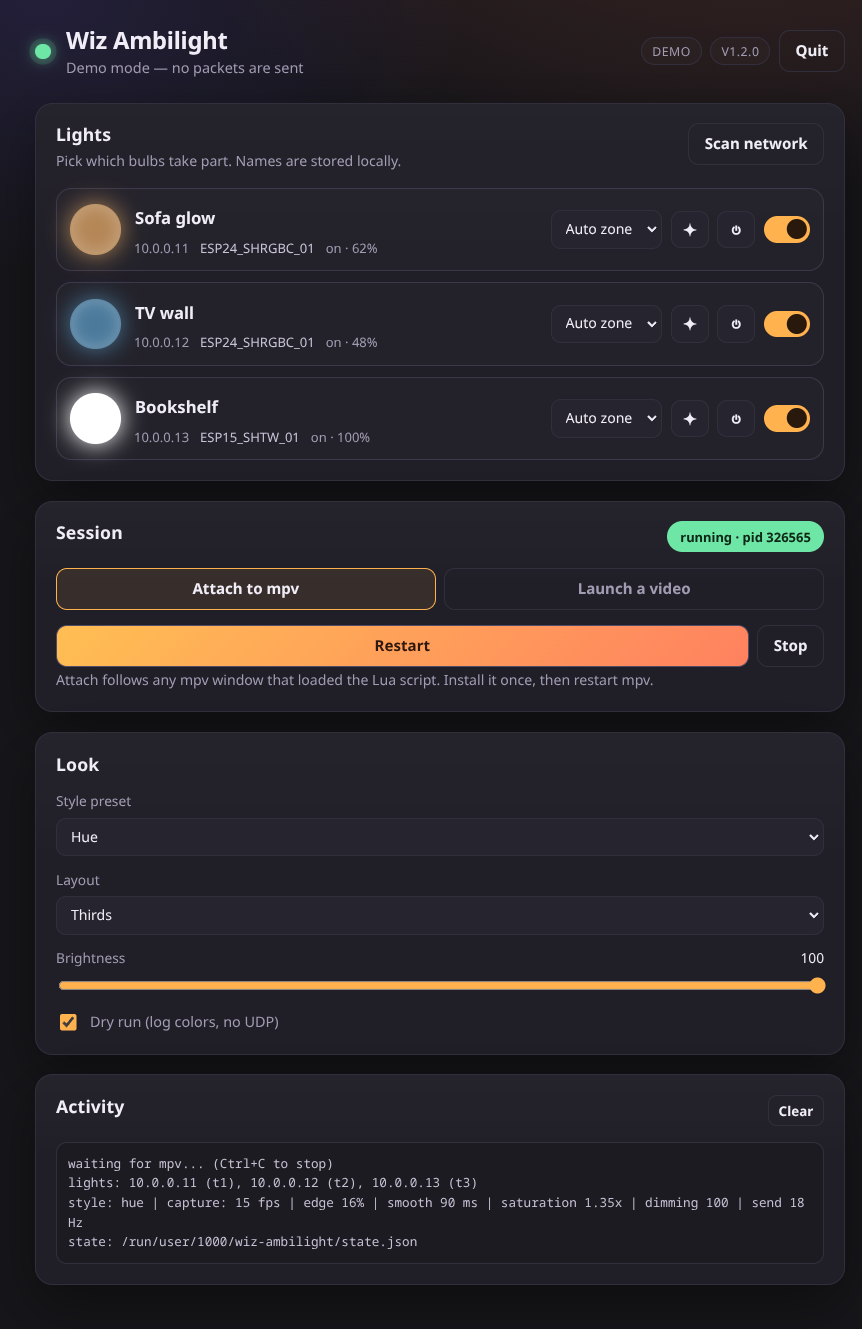 Wiz Ambilight
Demo mode — no packets are sent
DEMO
V1.2.0
Quit
Lights
Pick which bulbs take part. Names are stored locally.
Scan network
Sofa glow
10.0.0.11 ESP24_SHRGBC_01 on · 62%
Auto zone
TV wall
10.0.0.12 ESP24_SHRGBC_01 on · 48%
Auto zone
Bookshelf
10.0.0.13 ESP15_SHTW_01 on · 100%
Auto zone
Session
running · pid 326565
Attach to mpv
Launch a video
Restart
Stop
Attach follows any mpv window that loaded the Lua script. Install it once, then restart mpv.
Look
Style preset
Hue
Layout
Thirds
Brightness
100
Dry run (log colors, no UDP)
Activity
Clear
waiting for mpv... (Ctrl+C to stop)
lights: 10.0.0.11 (t1), 10.0.0.12 (t2), 10.0.0.13 (t3)
style: hue | capture: 15 fps | edge 16% | smooth 90 ms | saturation 1.35x | dimming 100 | send 18
Hz
state: /run/user/1000/wiz-ambilight/state.json